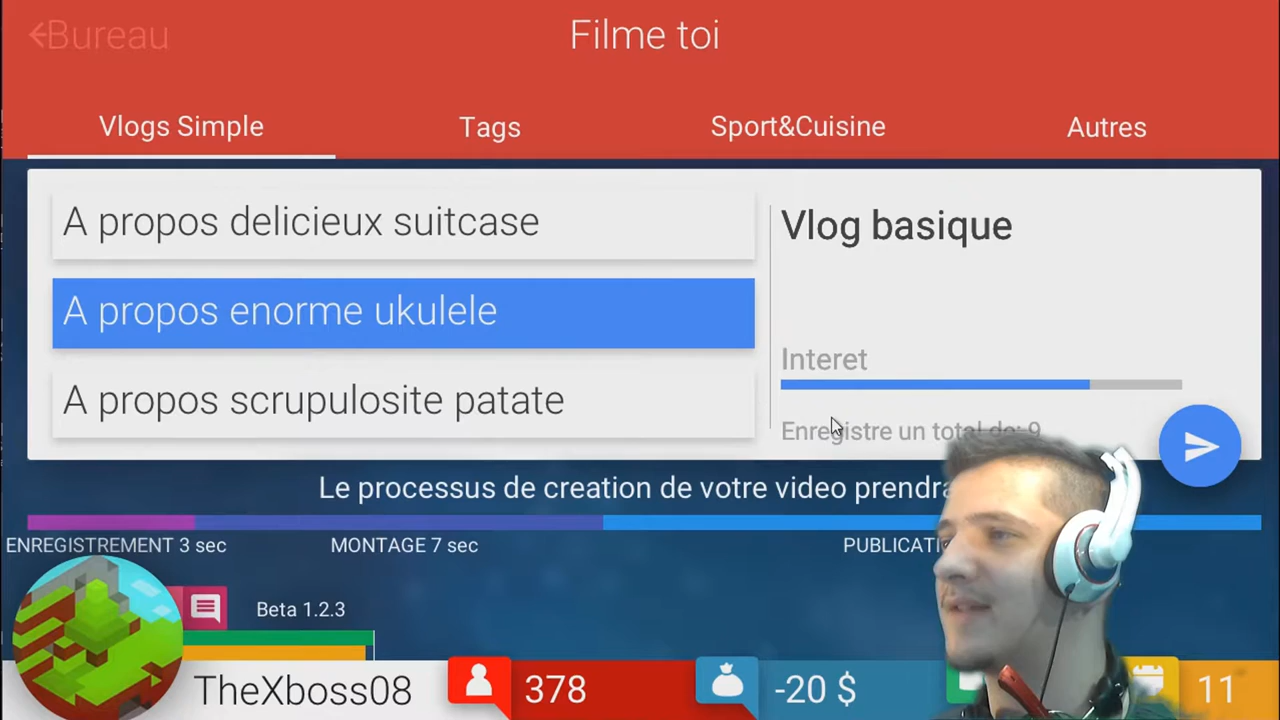 ←Bureau
Filme toi
Vlogs Simple
Tags
Sport&Cuisine
Autres
A propos delicieux suitcase
A propos enorme ukulele
A propos scrupulosite patate
Vlog basique
Interet
Enregistre un total de: 9
Le processus de creation de votre video
ENREGISTREMENT 3 sec
MONTAGE 7 sec
Beta 1.2.3
TheXboss08
378
-20 $
11